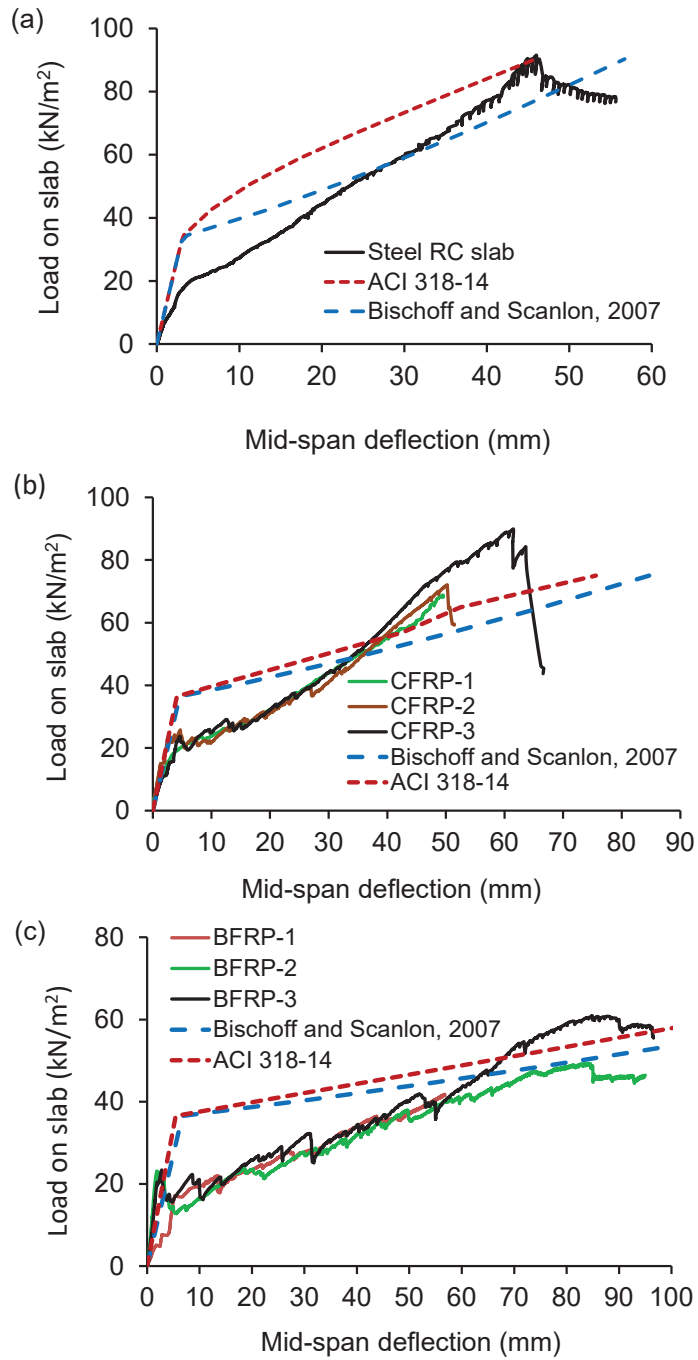 (a)
Load on slab (kN/m²)
100
80
60
40
20
0
Steel RC slab
ACI 318-14
Bischoff and Scanlon, 2007
0 10 20 30 40 50 60
Mid-span deflection (mm)
(b)
Load on slab (kN/m²)
100
80
60
40
20
0
CFRP-1
CFRP-2
CFRP-3
Bischoff and Scanlon, 2007
ACI 318-14
0 10 20 30 40 50 60 70 80 90
Mid-span deflection (mm)
(c)
Load on slab (kN/m²)
80
60
40
20
0
BFRP-1
BFRP-2
BFRP-3
Bischoff and Scanlon, 2007
ACI 318-14
0 10 20 30 40 50 60 70 80 90 100
Mid-span deflection (mm)